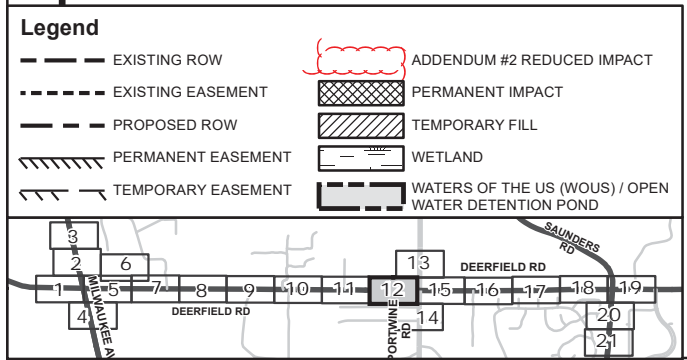 Legend
EXISTING ROW
EXISTING EASEMENT
PROPOSED ROW
PERMANENT EASEMENT
TEMPORARY EASEMENT
ADDENDUM #2 REDUCED IMPACT
PERMANENT IMPACT
TEMPORARY FILL
WETLAND
WATERS OF THE US (WOUS) / OPEN
WATER DETENTION POND
3
2
6
1
5
7
8
9
10
11
12
15
16
17
18
19
4
13
14
20
21
MILWAUKEE AV
DEERFIELD RD
PORTWINE
RD
DEERFIELD RD
SAUNDERS
RD